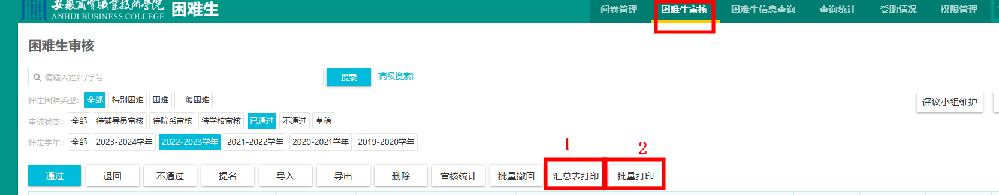 安徽商贸职业技术学院
ANHUI BUSINESS COLLEGE
困难生
问卷管理 困难生审核 困难生信息查询 查询统计 受助情况 权限管理
困难生审核
请输入姓名/学号 搜索 [高级搜索]
评定困难类型: 全部 特别困难 困难 一般困难
评议小组维护
审核状态: 全部 待辅导员审核 待院系审核 待学校审核 已通过 不通过 草稿
评定学年: 全部 2023-2024学年 2022-2023学年 2021-2022学年 2020-2021学年 2019-2020学年
1 2
通过 退回 不通过 提名 导入 导出 删除 审核统计 批量撤回 汇总表打印 批量打印